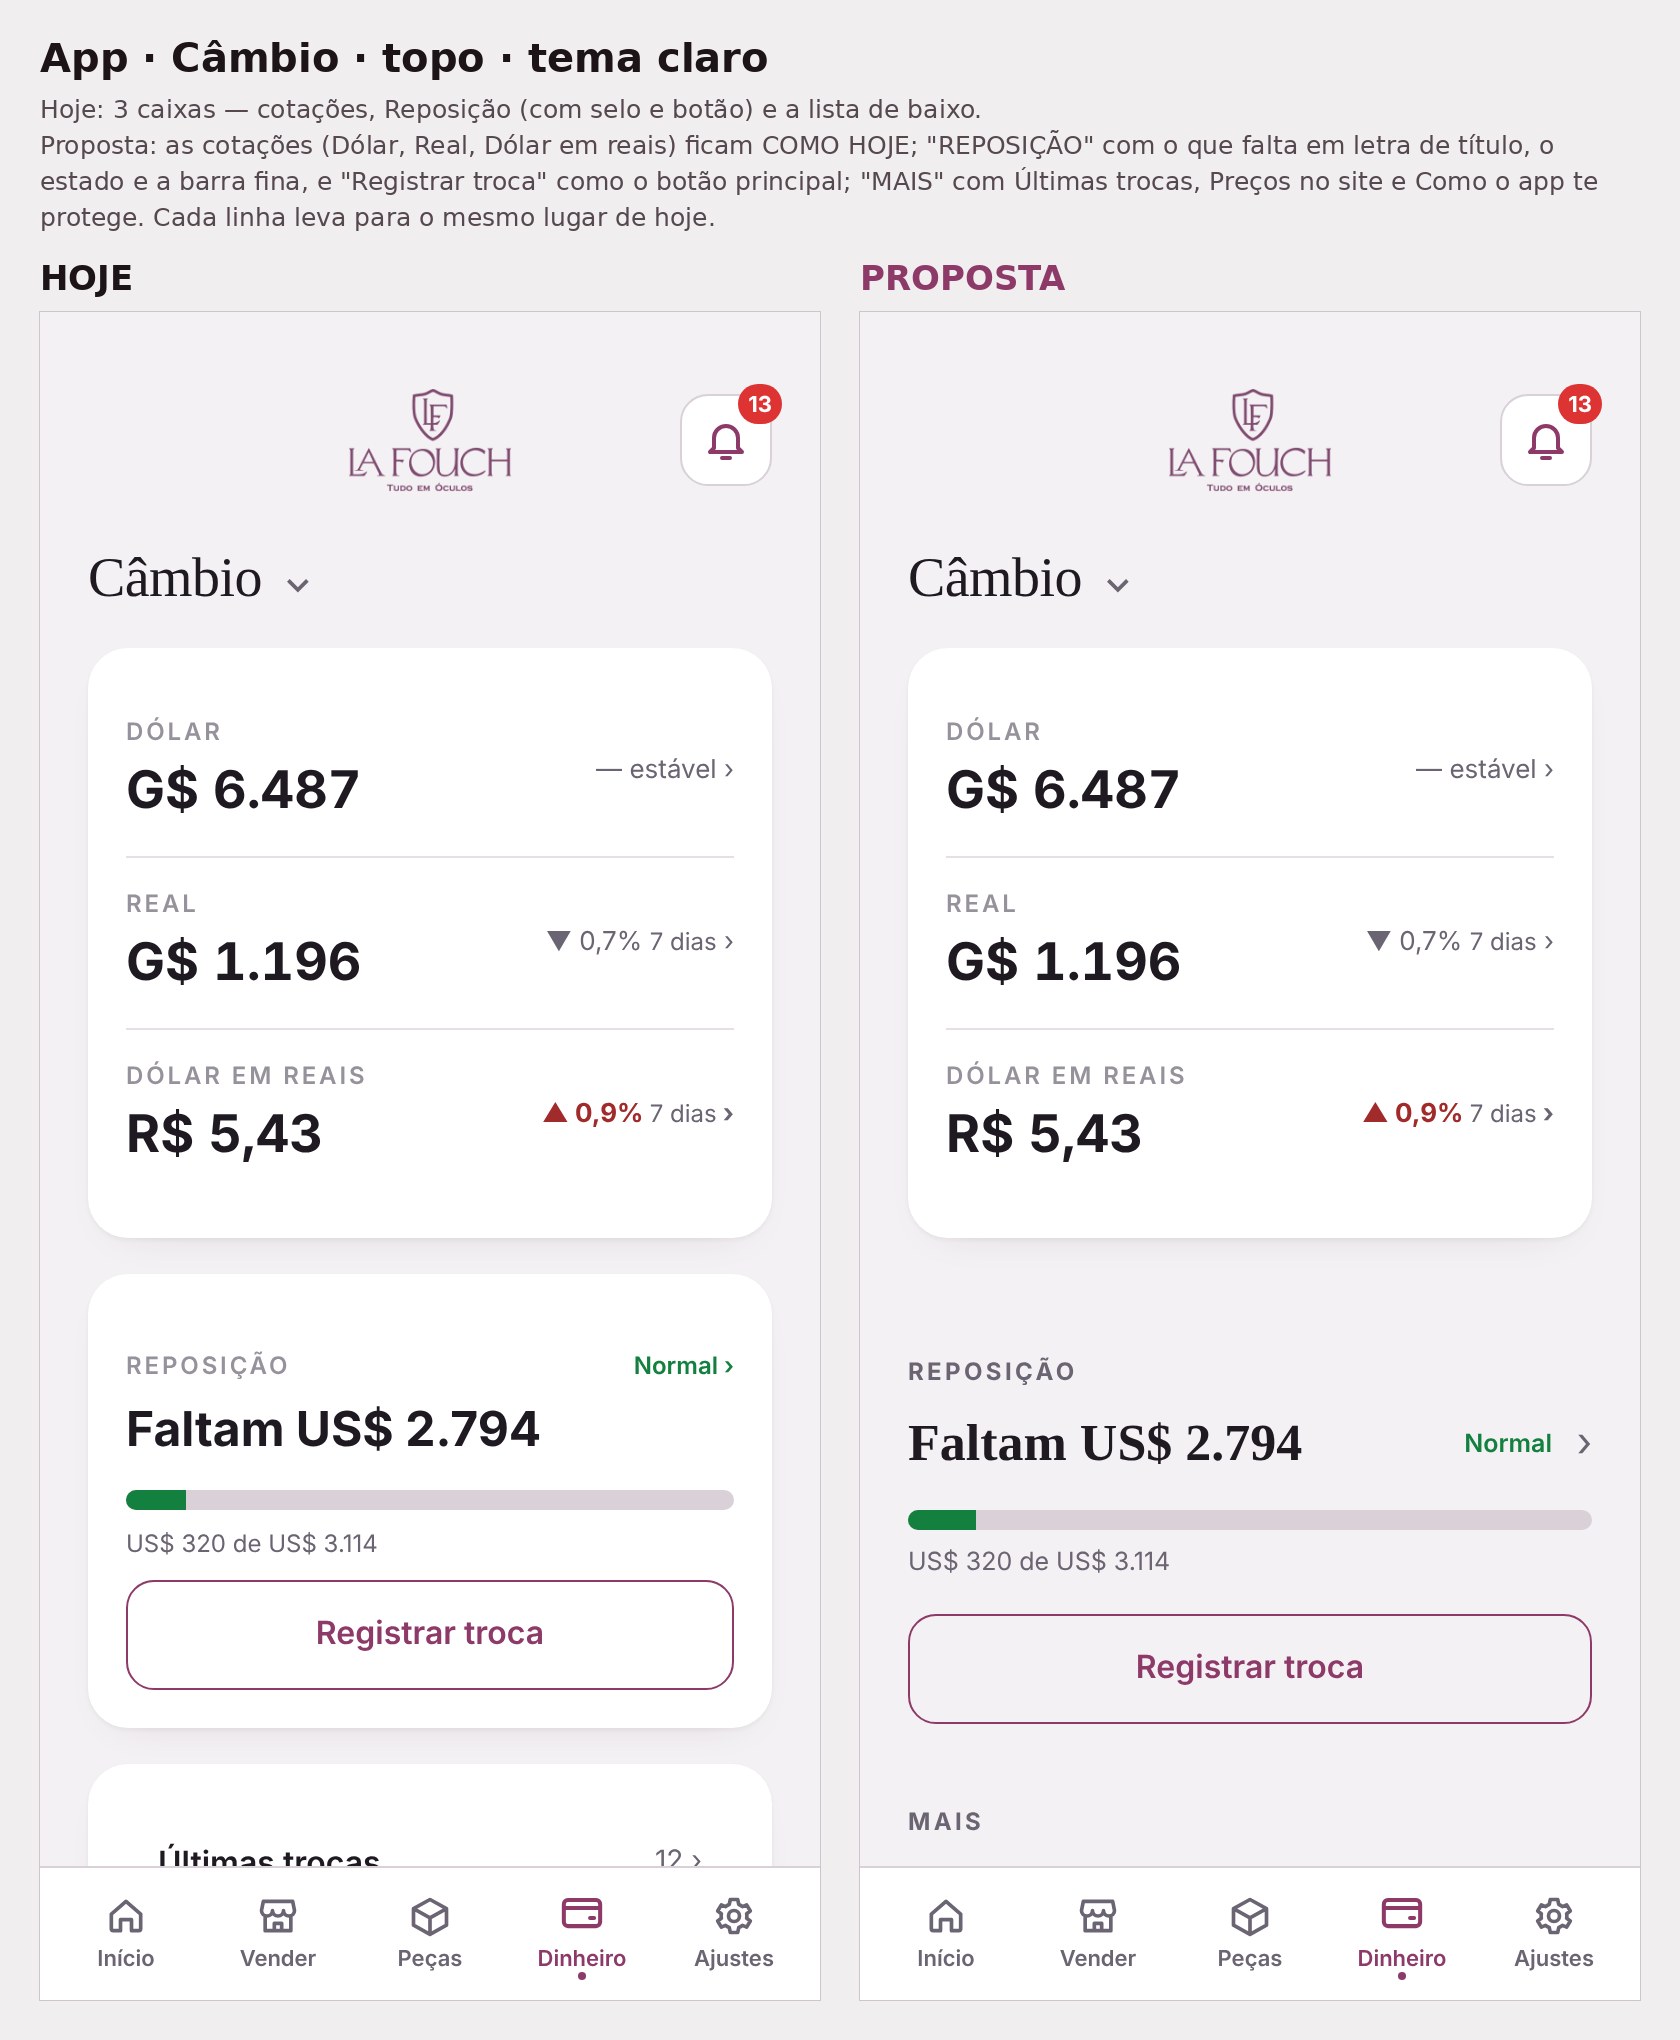 App · Câmbio · topo · tema claro
Hoje: 3 caixas — cotações, Reposição (com selo e botão) e a lista de baixo.
Proposta: as cotações (Dólar, Real, Dólar em reais) ficam COMO HOJE; "REPOSIÇÃO" com o que falta em letra de título, o
estado e a barra fina, e "Registrar troca" como o botão principal; "MAIS" com Últimas trocas, Preços no site e Como o app te
protege. Cada linha leva para o mesmo lugar de hoje.
HOJE
LF
LA FOUCH
TUDO EM ÓCULOS
13
Câmbio
DÓLAR
G$ 6.487
— estável ›
REAL
G$ 1.196
▼ 0,7% 7 dias ›
DÓLAR EM REAIS
R$ 5,43
▲ 0,9% 7 dias ›
REPOSIÇÃO
Normal ›
Faltam US$ 2.794
US$ 320 de US$ 3.114
Registrar troca
Últimas trocas
12 ›
Início
Vender
Peças
Dinheiro
Ajustes
PROPOSTA
LF
LA FOUCH
TUDO EM ÓCULOS
13
Câmbio
DÓLAR
G$ 6.487
— estável ›
REAL
G$ 1.196
▼ 0,7% 7 dias ›
DÓLAR EM REAIS
R$ 5,43
▲ 0,9% 7 dias ›
REPOSIÇÃO
Faltam US$ 2.794
Normal ›
US$ 320 de US$ 3.114
Registrar troca
MAIS
Início
Vender
Peças
Dinheiro
Ajustes